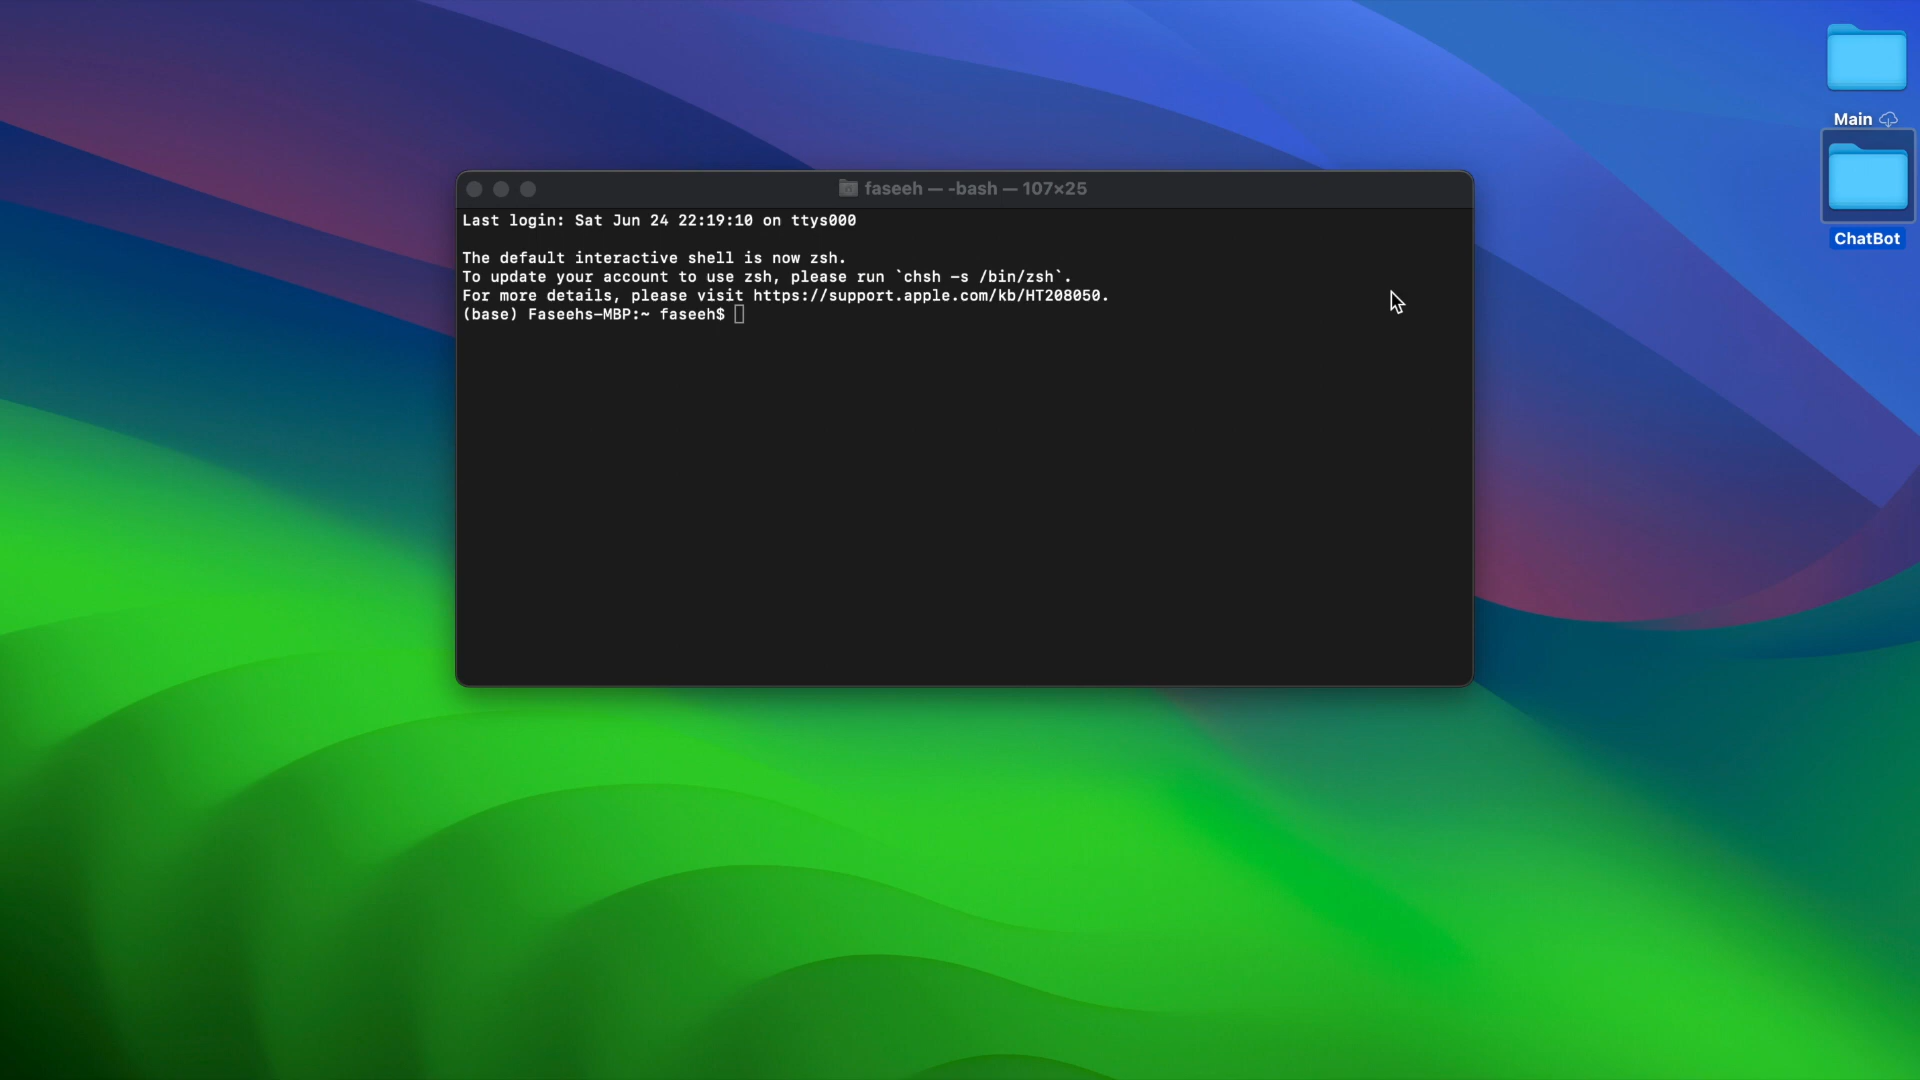 faseeh — -bash — 107×25
Last login: Sat Jun 24 22:19:10 on ttys000
The default interactive shell is now zsh.
To update your account to use zsh, please run `chsh -s /bin/zsh`.
For more details, please visit https://support.apple.com/kb/HT208050.
(base) Faseehs-MBP:~ faseeh$
Main
ChatBot